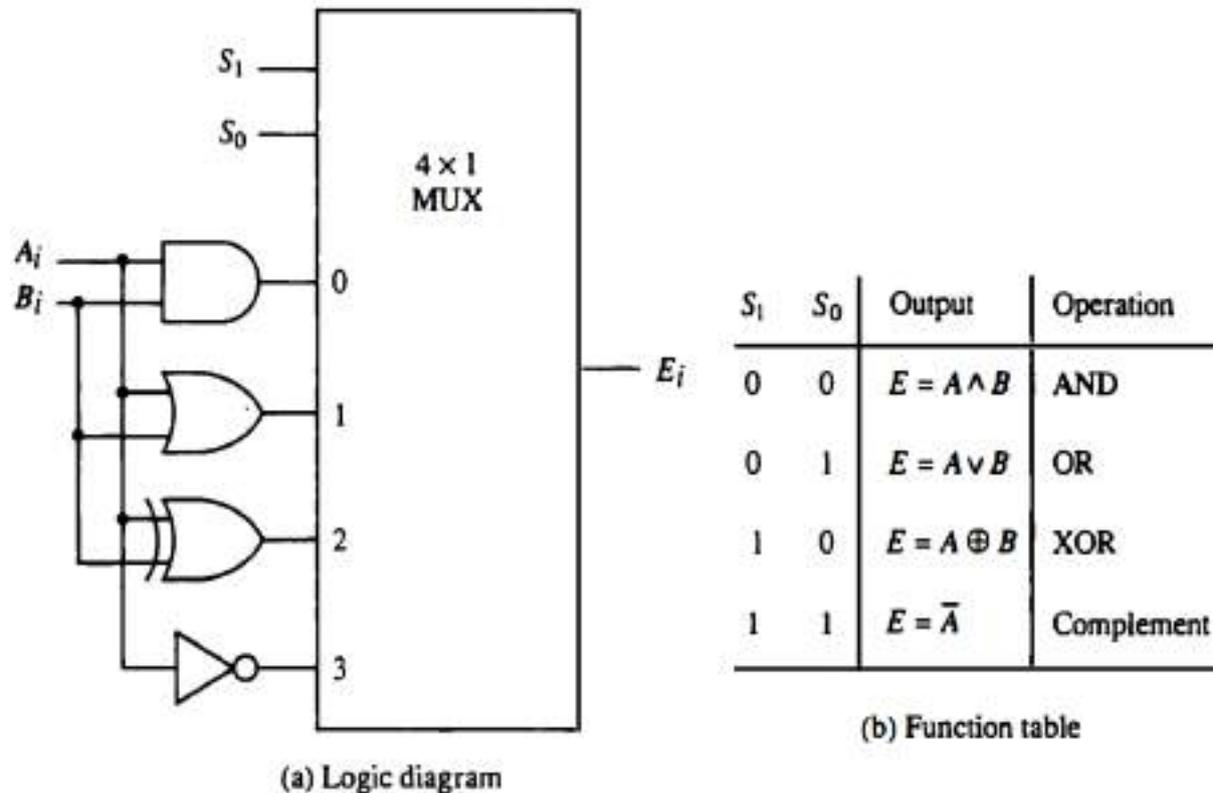 S₁
S₀
4 × 1
MUX
Aᵢ
Bᵢ
0
1
2
3
Eᵢ
(a) Logic diagram
S₁ S₀ Output Operation
0 0 E = A ∧ B AND
0 1 E = A ∨ B OR
1 0 E = A ⊕ B XOR
1 1 E = A̅ Complement
(b) Function table